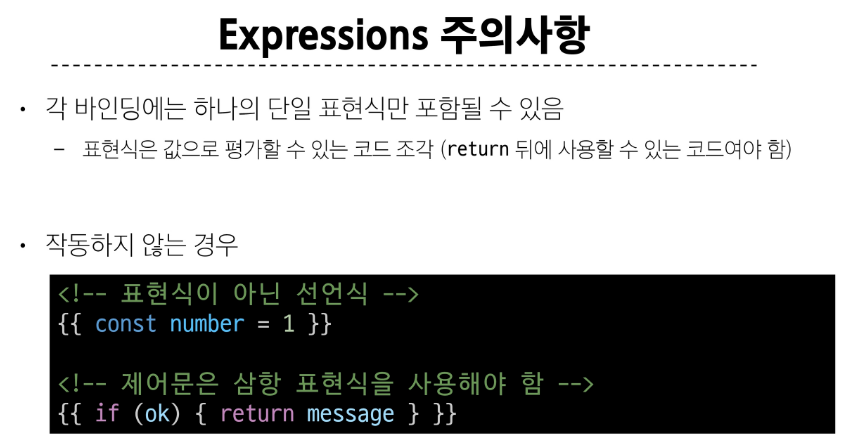 Expressions 주의사항
• 각 바인딩에는 하나의 단일 표현식만 포함될 수 있음
– 표현식은 값으로 평가할 수 있는 코드 조각 (return 뒤에 사용할 수 있는 코드여야 함)
• 작동하지 않는 경우
<!-- 표현식이 아닌 선언식 -->
{{ const number = 1 }}
<!-- 제어문은 삼항 표현식을 사용해야 함 -->
{{ if (ok) { return message } }}